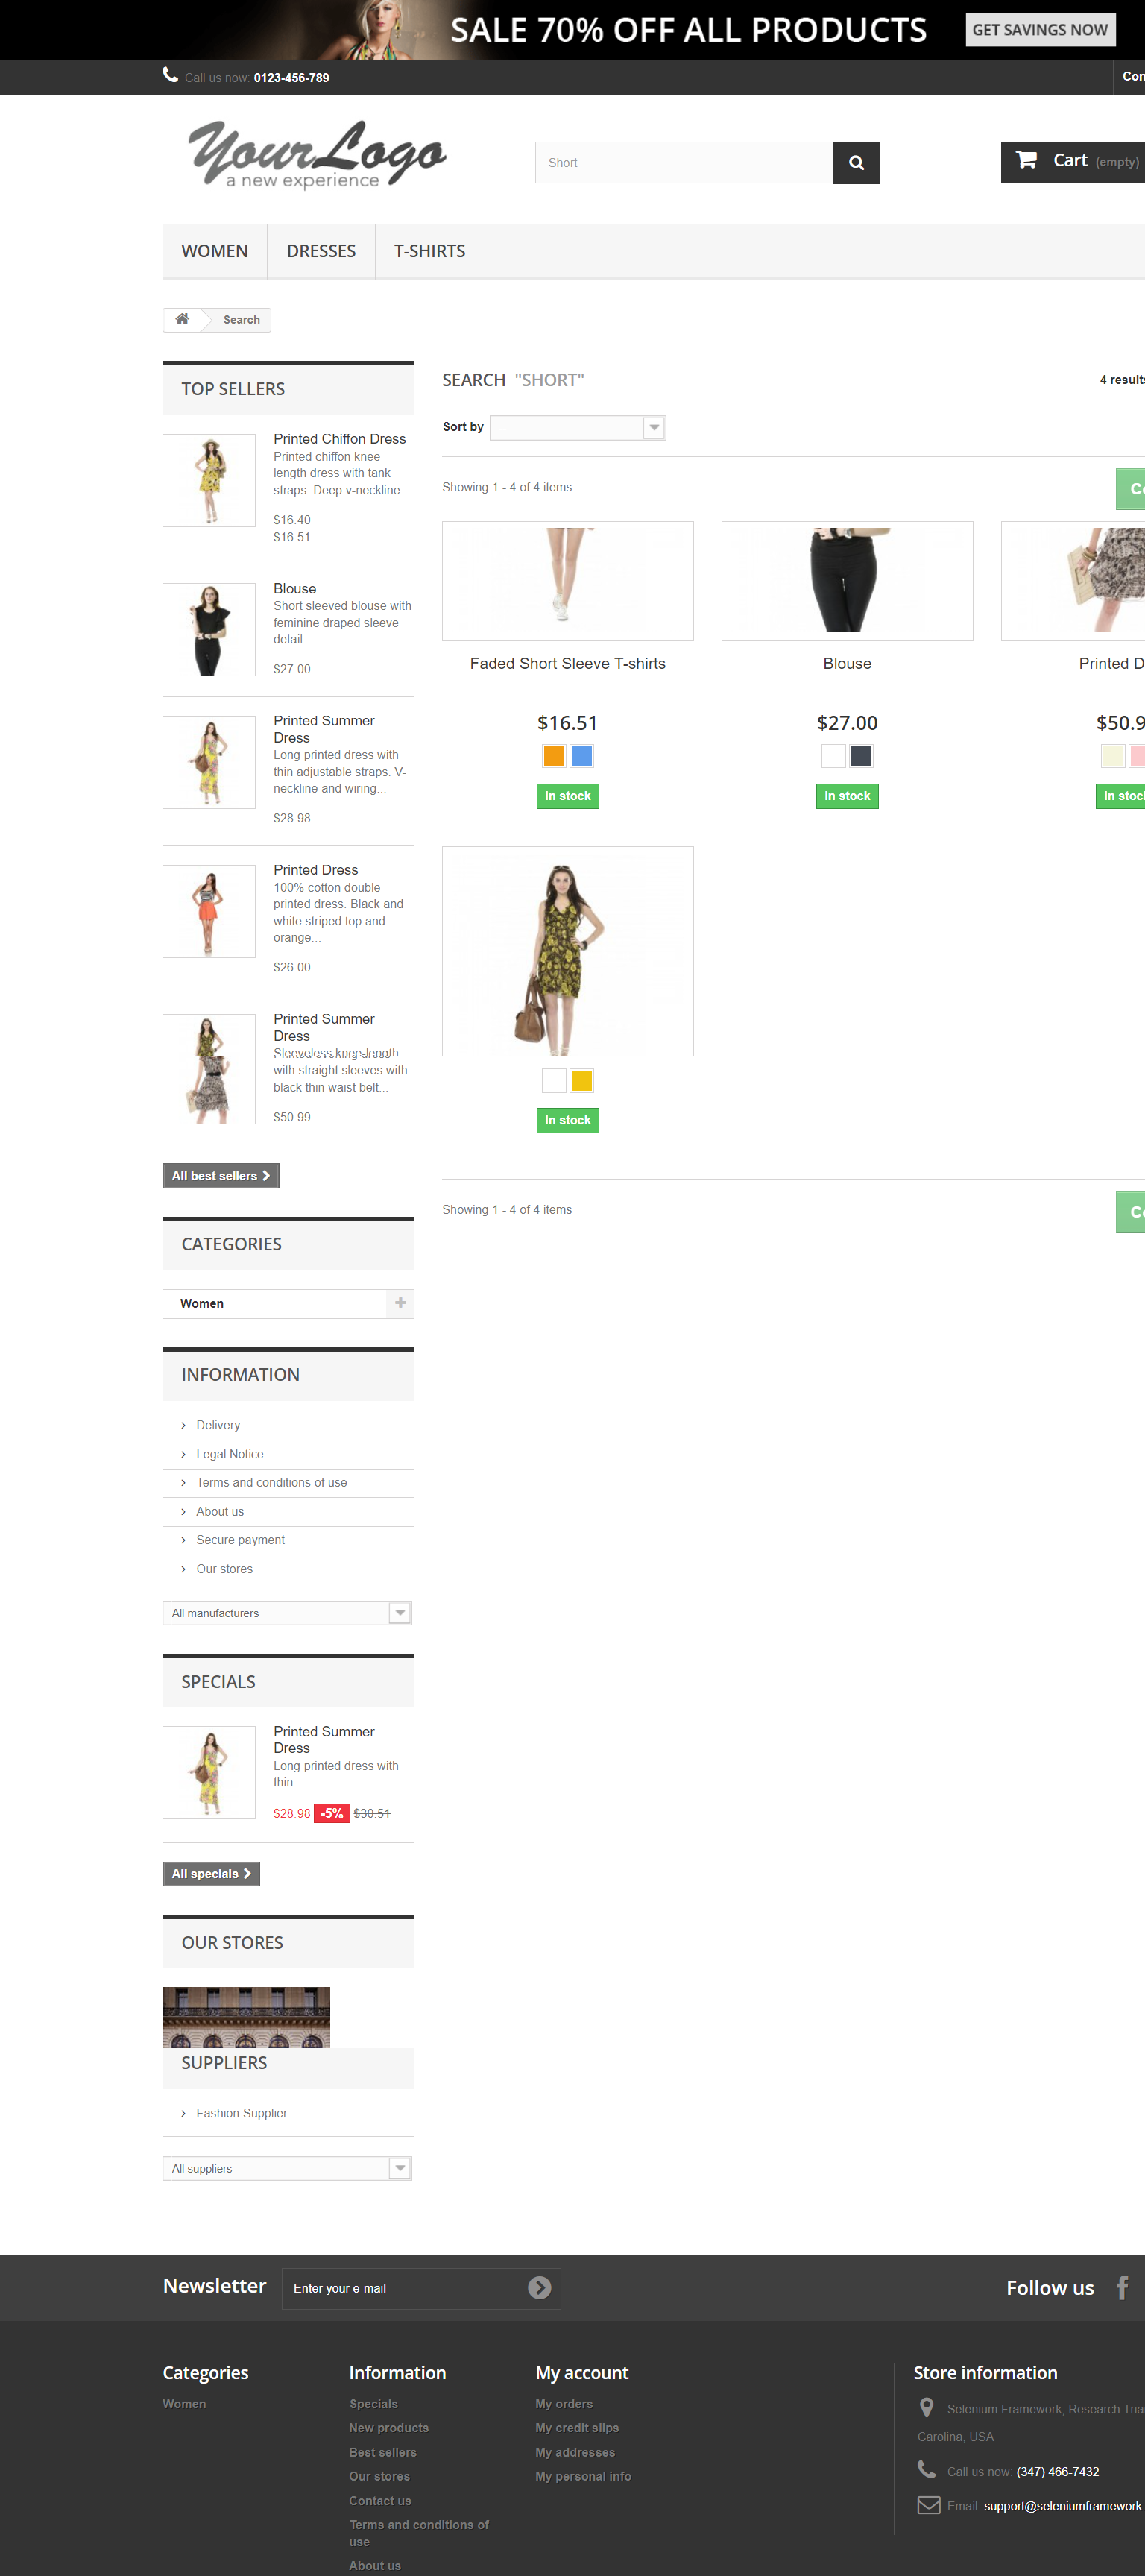 SALE 70% OFF ALL PRODUCTS
GET SAVINGS NOW
Call us now: 0123-456-789
Con
YourLogo
a new experience
Short
Cart (empty)
WOMEN
DRESSES
T-SHIRTS
Search
TOP SELLERS
Printed Chiffon Dress
Printed chiffon knee
length dress with tank
straps. Deep v-neckline.
$16.40
$16.51
Blouse
Short sleeved blouse with
feminine draped sleeve
detail.
$27.00
Printed Summer
Dress
Long printed dress with
thin adjustable straps. V-
neckline and wiring...
$28.98
Printed Dress
100% cotton double
printed dress. Black and
white striped top and
orange...
$26.00
Printed Summer
Dress
Sleeveless knee-length
with straight sleeves with
black thin waist belt...
$50.99
All best sellers
CATEGORIES
Women
INFORMATION
Delivery
Legal Notice
Terms and conditions of use
About us
Secure payment
Our stores
All manufacturers
SPECIALS
Printed Summer
Dress
Long printed dress with
thin...
$28.98 -5% $30.51
All specials
OUR STORES
SUPPLIERS
Fashion Supplier
All suppliers
SEARCH "SHORT"
4 results
Sort by --
Showing 1 - 4 of 4 items
Co
Faded Short Sleeve T-shirts
$16.51
In stock
Blouse
$27.00
In stock
Printed D
$50.9
In stock
In stock
Showing 1 - 4 of 4 items
Co
Newsletter
Enter your e-mail
Follow us
Categories
Women
Information
Specials
New products
Best sellers
Our stores
Contact us
Terms and conditions of
use
About us
My account
My orders
My credit slips
My addresses
My personal info
Store information
Selenium Framework, Research Tria
Carolina, USA
Call us now: (347) 466-7432
Email: support@seleniumframework.